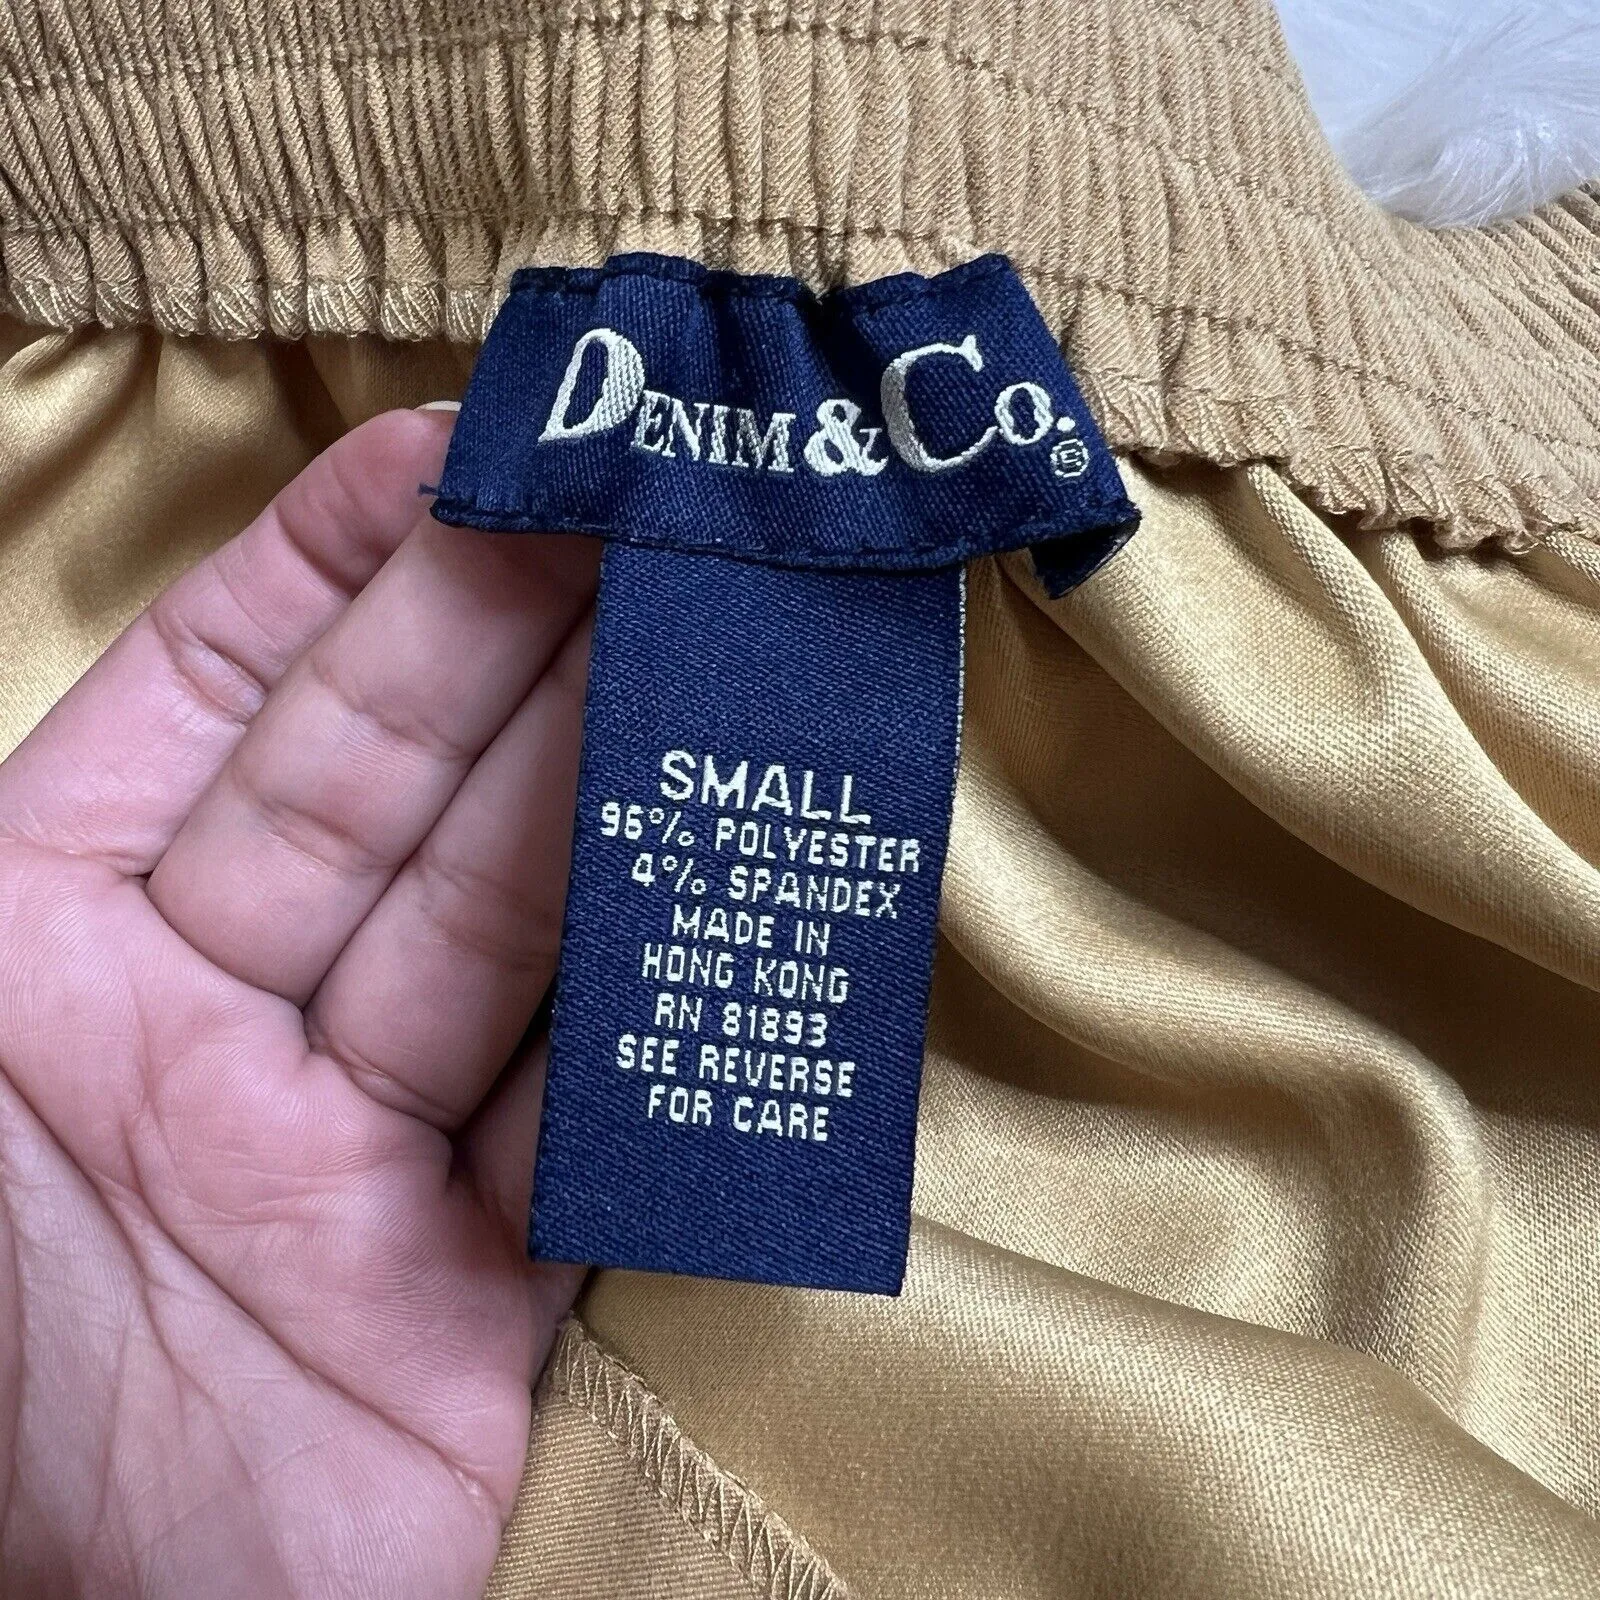 DENIM & CO.®
SMALL
96% POLYESTER
4% SPANDEX
MADE IN
HONG KONG
RN 81893
SEE REVERSE
FOR CARE